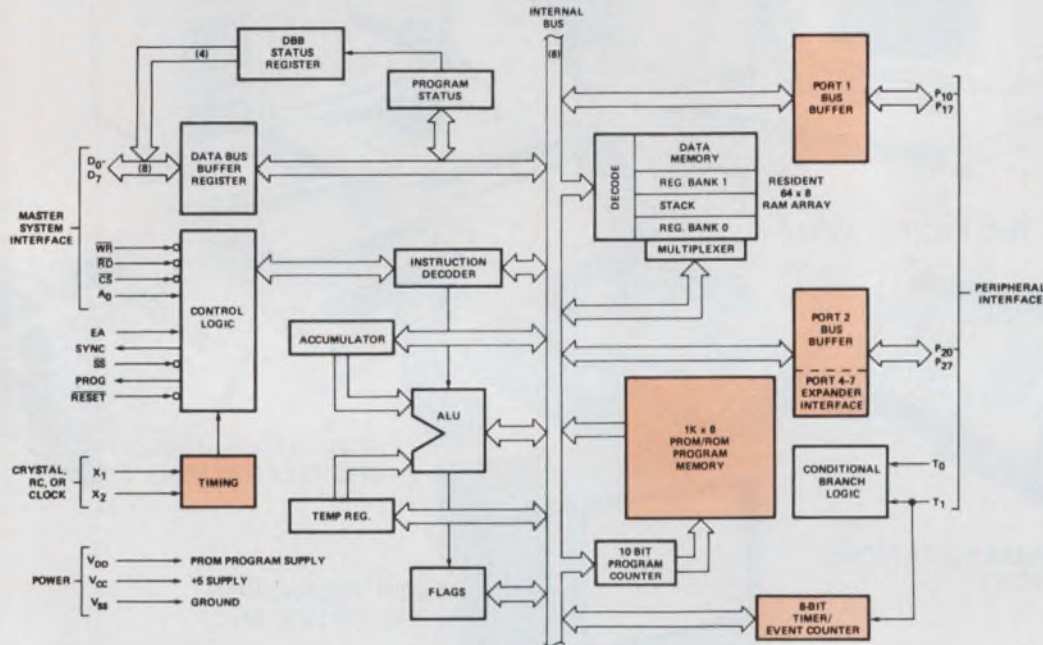 INTERNAL
BUS
(8)
DBB
STATUS
REGISTER
(4)
PROGRAM
STATUS
PORT 1
BUS
BUFFER
P10-
P17
D0-
D7
(8)
DATA BUS
BUFFER
REGISTER
DECODE
DATA
MEMORY
REG. BANK 1
STACK
REG. BANK 0
MULTIPLEXER
RESIDENT
64 x 8
RAM ARRAY
MASTER
SYSTEM
INTERFACE
WR
RD
CS
A0
CONTROL
LOGIC
INSTRUCTION
DECODER
PERIPHERAL
INTERFACE
EA
SYNC
SS
PROG
RESET
ACCUMULATOR
PORT 2
BUS
BUFFER
PORT 4-7
EXPANDER
INTERFACE
P20-
P27
ALU
1K x 8
PROM/ROM
PROGRAM
MEMORY
CONDITIONAL
BRANCH
LOGIC
T0
T1
CRYSTAL,
RC, OR
CLOCK
X1
X2
TIMING
TEMP REG.
10 BIT
PROGRAM
COUNTER
POWER
VDD
PROM PROGRAM SUPPLY
VCC
+5 SUPPLY
VSS
GROUND
FLAGS
8-BIT
TIMER/
EVENT COUNTER